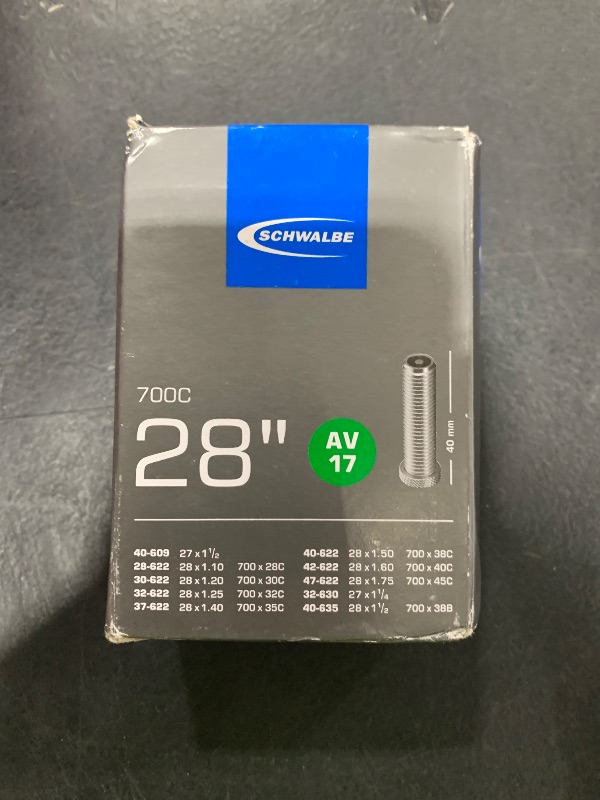 SCHWALBE
700C
28"
AV
17
40 mm
40-609 27 x 1 1/2
28-622 28 x 1.10 700 x 28C
30-622 28 x 1.20 700 x 30C
32-622 28 x 1.25 700 x 32C
37-622 28 x 1.40 700 x 35C
40-622 28 x 1.50 700 x 38C
42-622 28 x 1.60 700 x 40C
47-622 28 x 1.75 700 x 45C
32-630 27 x 1 1/4
40-635 28 x 1 1/2 700 x 38B